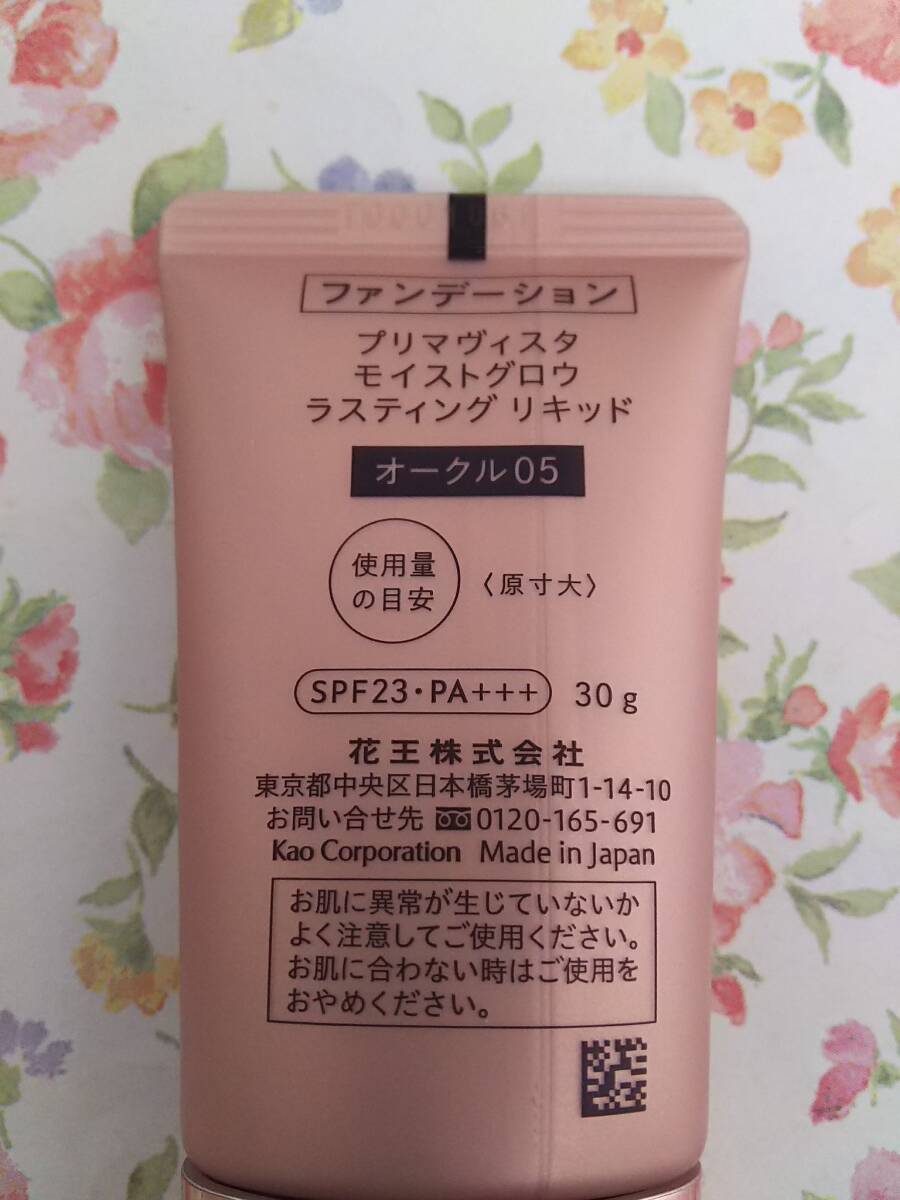 ファンデーション
プリマヴィスタ
モイストグロウ
ラスティング リキッド
オークル05
使用量
の目安
〈原寸大〉
SPF23・PA+++ 30g
花王株式会社
東京都中央区日本橋茅場町1-14-10
お問い合せ先 0120-165-691
Kao Corporation Made in Japan
お肌に異常が生じていないか
よく注意してご使用ください。
お肌に合わない時はご使用を
おやめください。